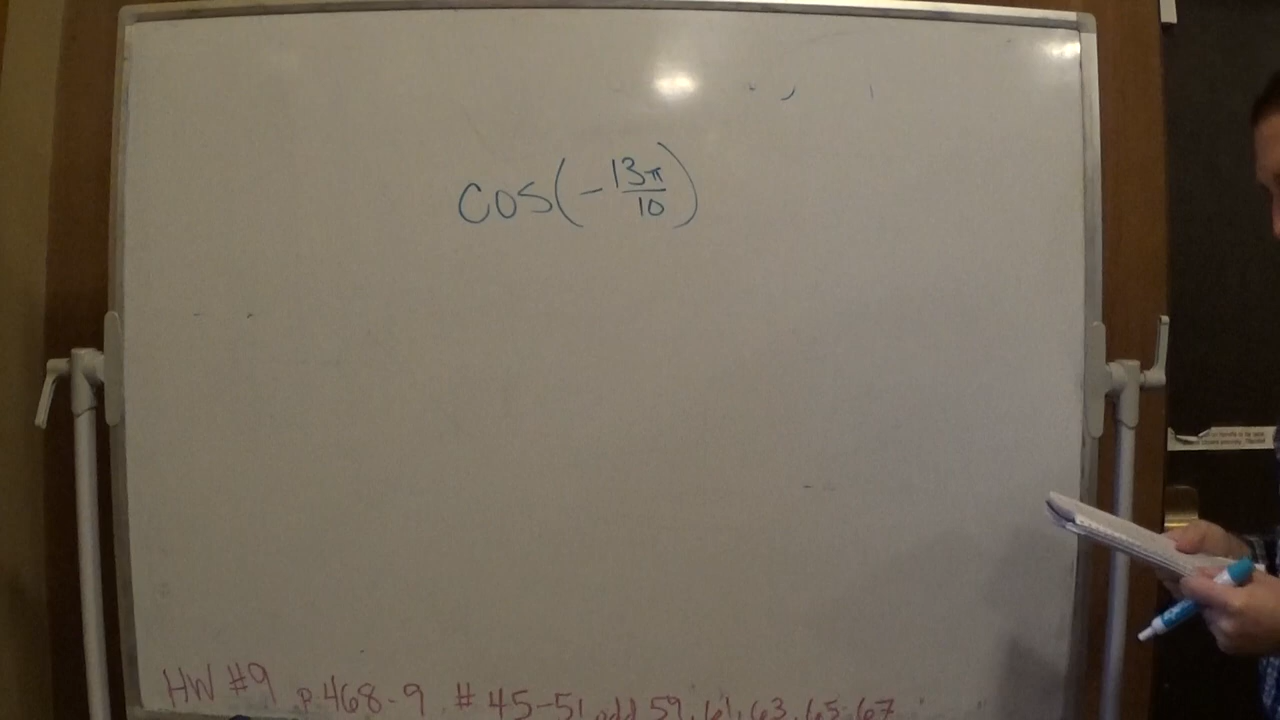 cos(-13π/10)
HW #9 p.468-9 #45-51 odd 59, 61, 63, 65, 67